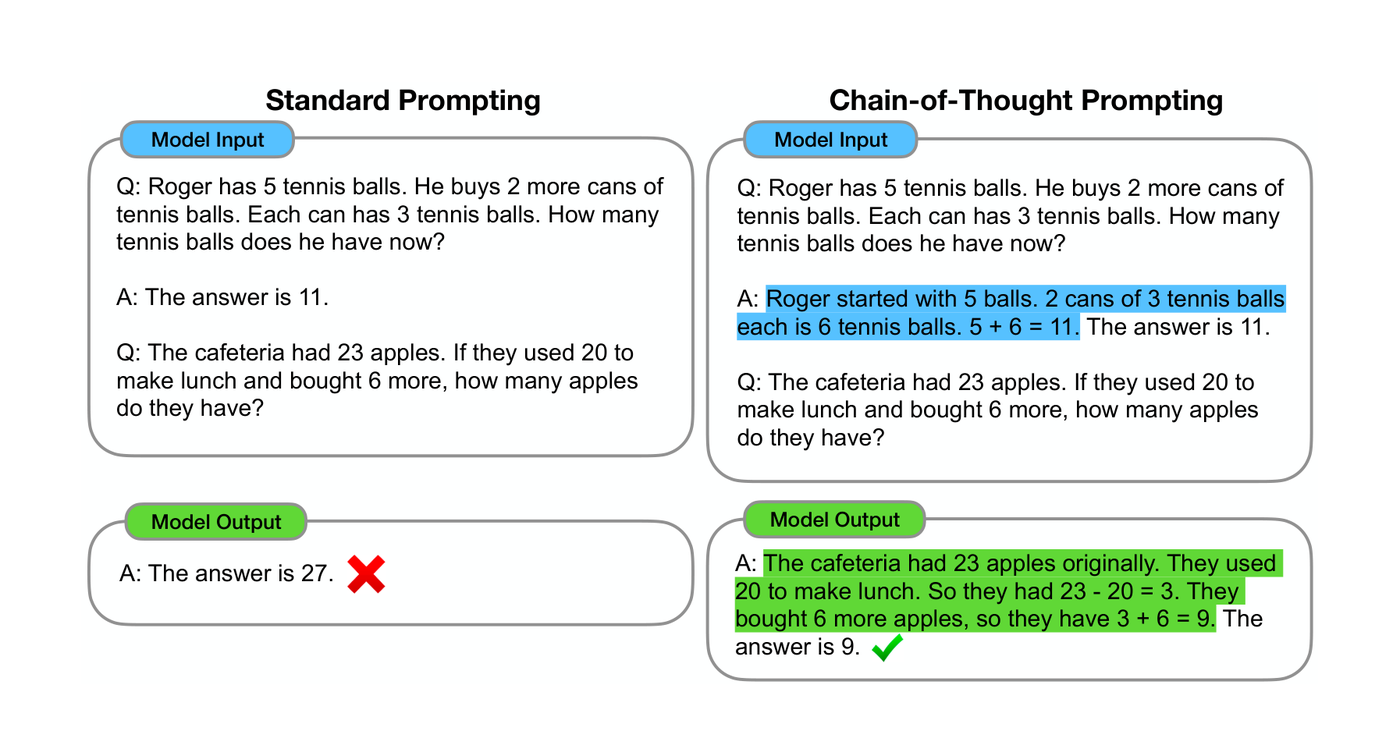 Standard Prompting
Model Input
Q: Roger has 5 tennis balls. He buys 2 more cans of
tennis balls. Each can has 3 tennis balls. How many
tennis balls does he have now?
A: The answer is 11.
Q: The cafeteria had 23 apples. If they used 20 to
make lunch and bought 6 more, how many apples
do they have?
Model Output
A: The answer is 27.
Chain-of-Thought Prompting
Model Input
Q: Roger has 5 tennis balls. He buys 2 more cans of
tennis balls. Each can has 3 tennis balls. How many
tennis balls does he have now?
A: Roger started with 5 balls. 2 cans of 3 tennis balls
each is 6 tennis balls. 5 + 6 = 11. The answer is 11.
Q: The cafeteria had 23 apples. If they used 20 to
make lunch and bought 6 more, how many apples
do they have?
Model Output
A: The cafeteria had 23 apples originally. They used
20 to make lunch. So they had 23 - 20 = 3. They
bought 6 more apples, so they have 3 + 6 = 9. The
answer is 9.